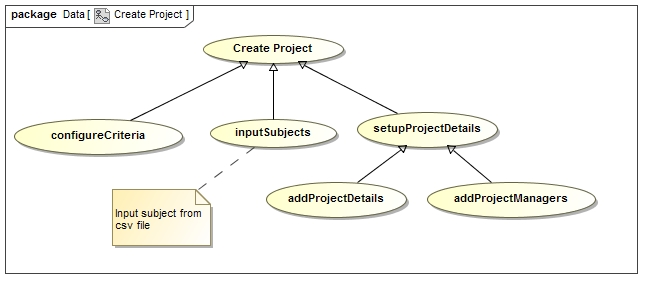 package Data [ Create Project ]
Create Project
configureCriteria
inputSubjects
setupProjectDetails
addProjectDetails
addProjectManagers
Input subject from
csv file